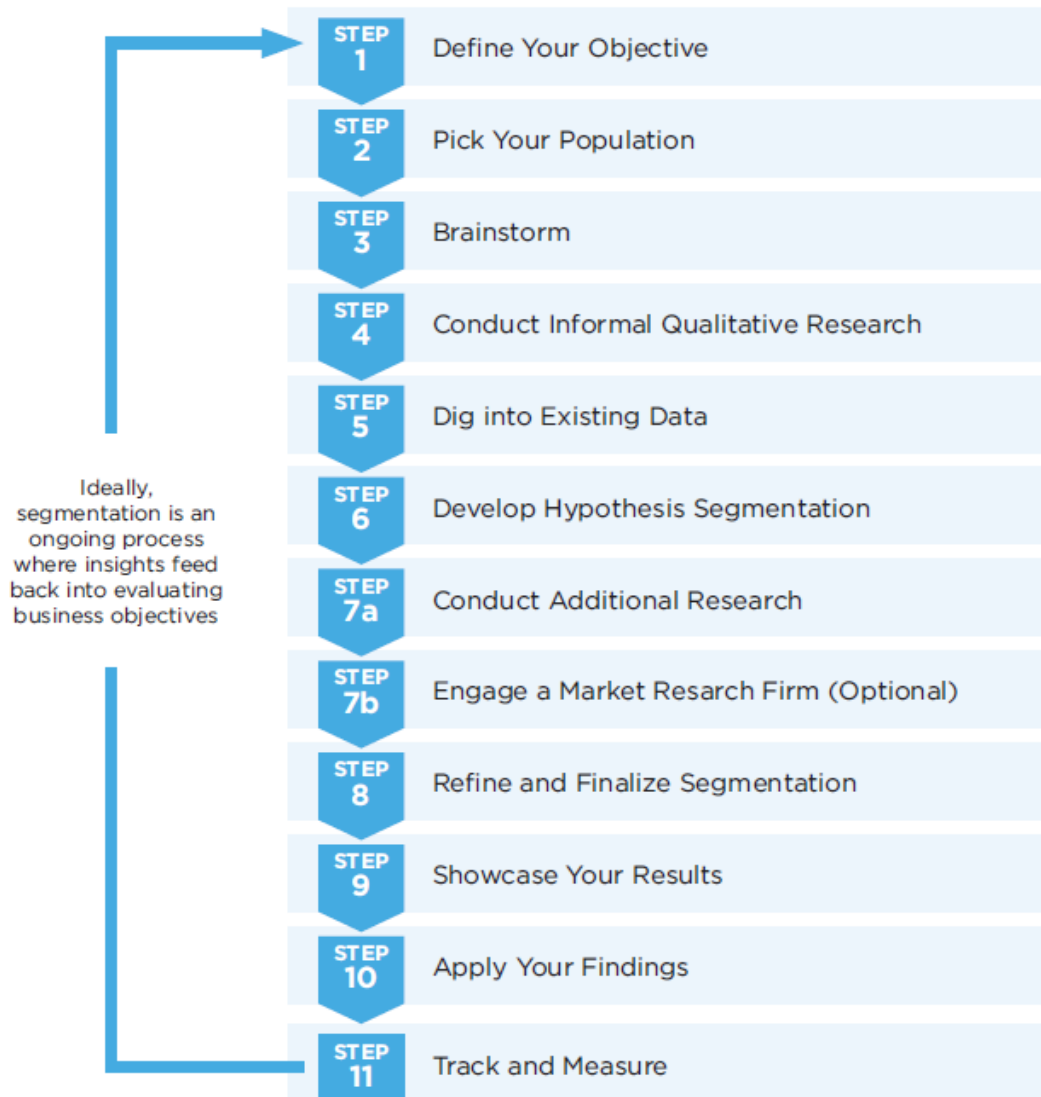 STEP
1
Define Your Objective
STEP
2
Pick Your Population
STEP
3
Brainstorm
STEP
4
Conduct Informal Qualitative Research
STEP
5
Dig into Existing Data
Ideally,
segmentation is an
ongoing process
where insights feed
back into evaluating
business objectives
STEP
6
Develop Hypothesis Segmentation
STEP
7a
Conduct Additional Research
STEP
7b
Engage a Market Resarch Firm (Optional)
STEP
8
Refine and Finalize Segmentation
STEP
9
Showcase Your Results
STEP
10
Apply Your Findings
STEP
11
Track and Measure